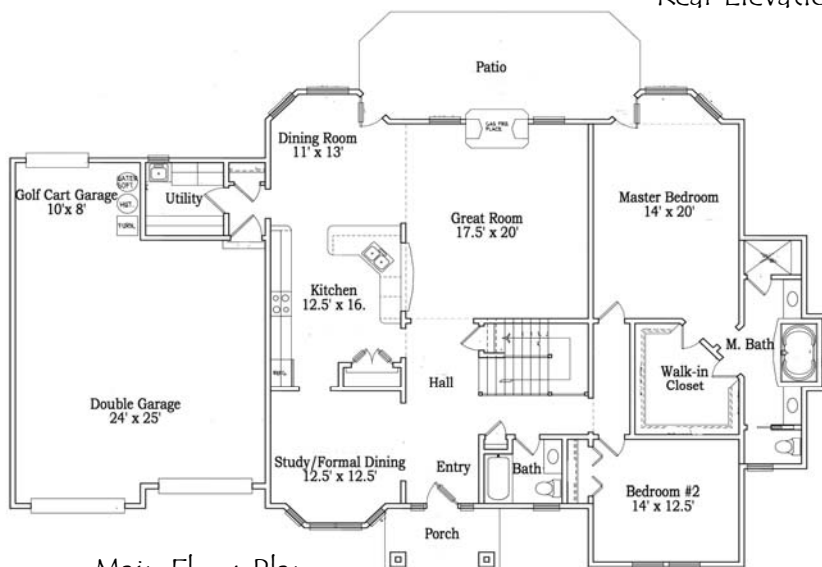 Patio
GAS FIRE
PLACE
Dining Room
11' x 13'
Golf Cart Garage
10'x 8'
WATER
SOFT.
Utility
Great Room
17.5' x 20'
Master Bedroom
14' x 20'
Kitchen
12.5' x 16.
M. Bath
Walk-in
Closet
Hall
Double Garage
24' x 25'
Study/Formal Dining
12.5' x 12.5'
Entry
Bath
Bedroom #2
14' x 12.5'
Porch